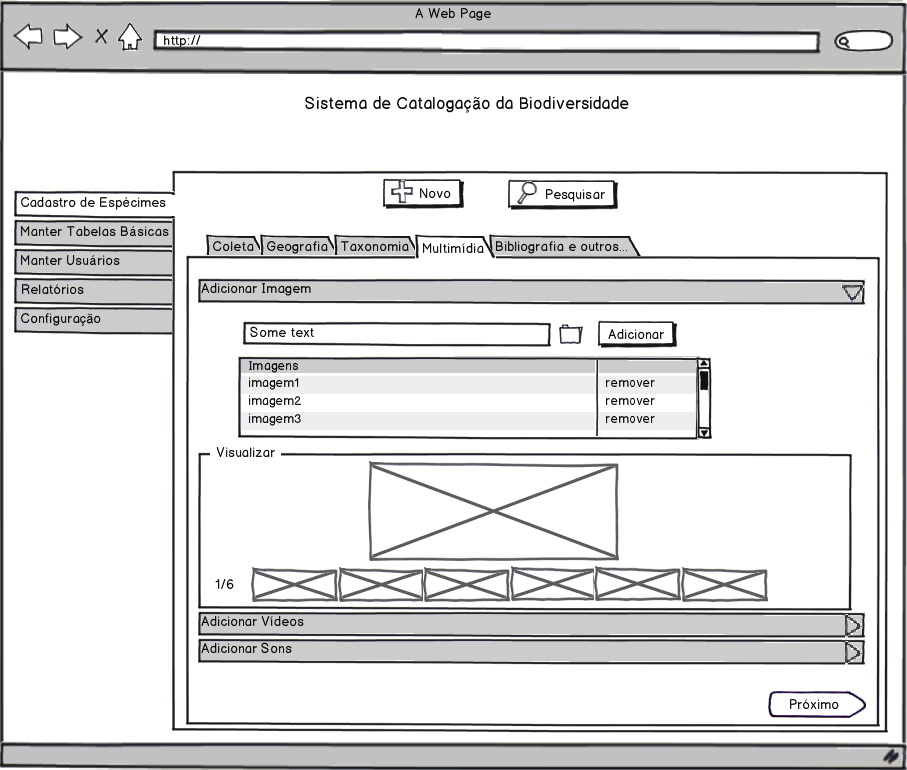 A Web Page
http://
Sistema de Catalogação da Biodiversidade
Novo
Pesquisar
Cadastro de Espécimes
Manter Tabelas Básicas
Manter Usuários
Relatórios
Configuração
Coleta
Geografia
Taxonomia
Multimídia
Bibliografia e outros...
Adicionar Imagem
Some text
Adicionar
Imagens
imagem1 remover
imagem2 remover
imagem3 remover
Visualizar
1/6
Adicionar Vídeos
Adicionar Sons
Próximo